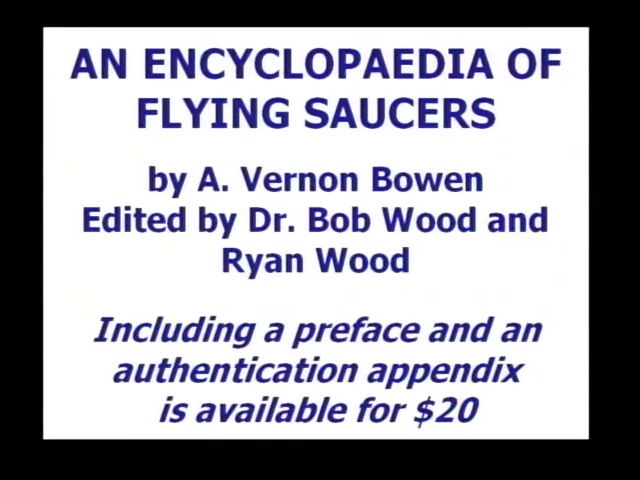 AN ENCYCLOPAEDIA OF
FLYING SAUCERS
by A. Vernon Bowen
Edited by Dr. Bob Wood and
Ryan Wood
Including a preface and an
authentication appendix
is available for $20